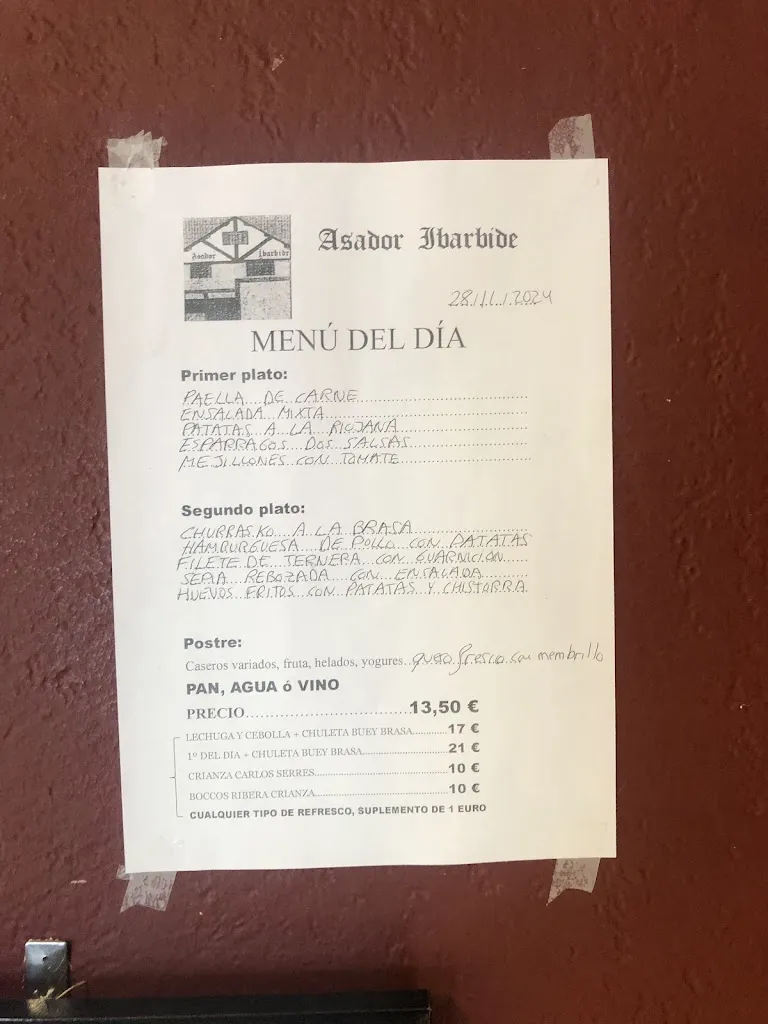 Asador Ibarbide
Asador Ibarbide
28/11/2024
MENÚ DEL DÍA
Primer plato:
PAELLA DE CARNE
ENSALADA MIXTA
PATATAS A LA RIOJANA
ESPARRAGOS DOS SALSAS
MEJILLONES CON TOMATE
Segundo plato:
CHURRASKO A LA BRASA
HAMBURGUESA DE POLLO CON PATATAS
FILETE DE TERNERA CON GUARNICION
SEPIA REBOZADA CON ENSALADA
HUEVOS FRITOS CON PATATAS Y CHISTORRA
Postre:
Caseros variados, fruta, helados, yogures..queso fresco con membrillo
PAN, AGUA ó VINO
PRECIO..................................13,50 €
LECHUGA Y CEBOLLA + CHULETA BUEY BRASA............17 €
1º DEL DIA + CHULETA BUEY BRASA..............................21 €
CRIANZA CARLOS SERRES..............................................10 €
BOCCOS RIBERA CRIANZA..............................................10 €
CUALQUIER TIPO DE REFRESCO, SUPLEMENTO DE 1 EURO